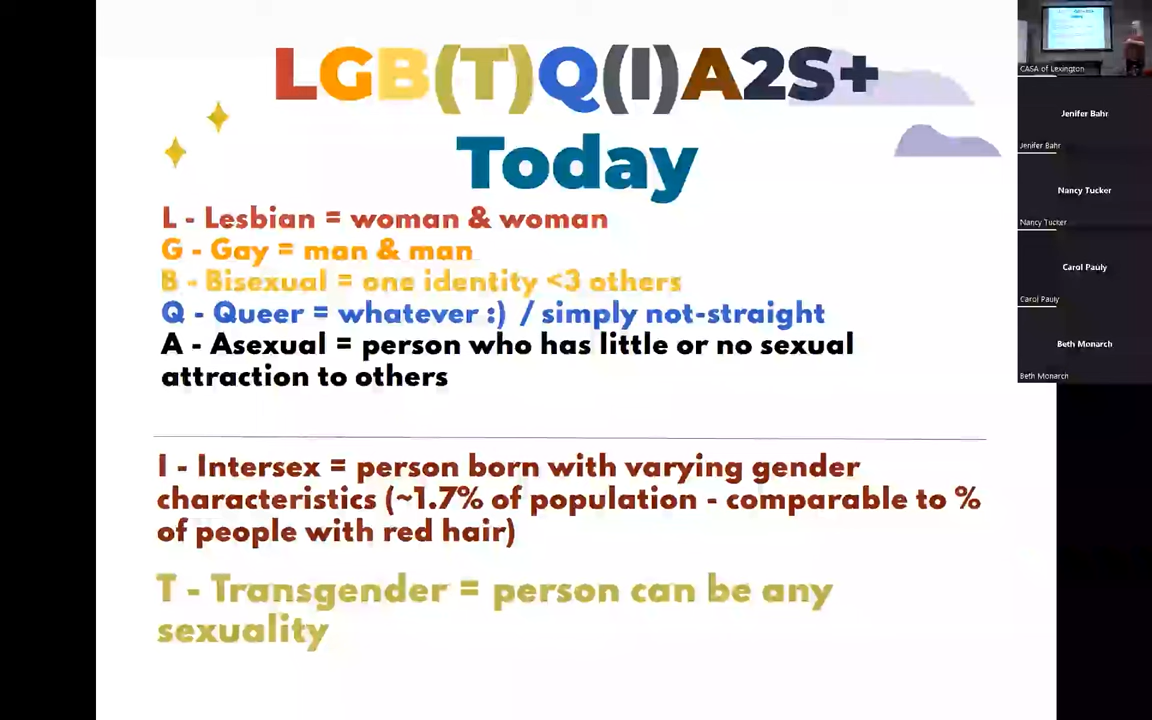 LGB(T)Q(I)A2S+
Today
L - Lesbian = woman & woman
G - Gay = man & man
B - Bisexual = one identity <3 others
Q - Queer = whatever :) / simply not-straight
A - Asexual = person who has little or no sexual
attraction to others
I - Intersex = person born with varying gender
characteristics (~1.7% of population - comparable to %
of people with red hair)
T - Transgender = person can be any
sexuality
CASA of Lexington
Jenifer Bahr
Jenifer Bahr
Nancy Tucker
Nancy Tucker
Carol Pauly
Carol Pauly
Beth Monarch
Beth Monarch